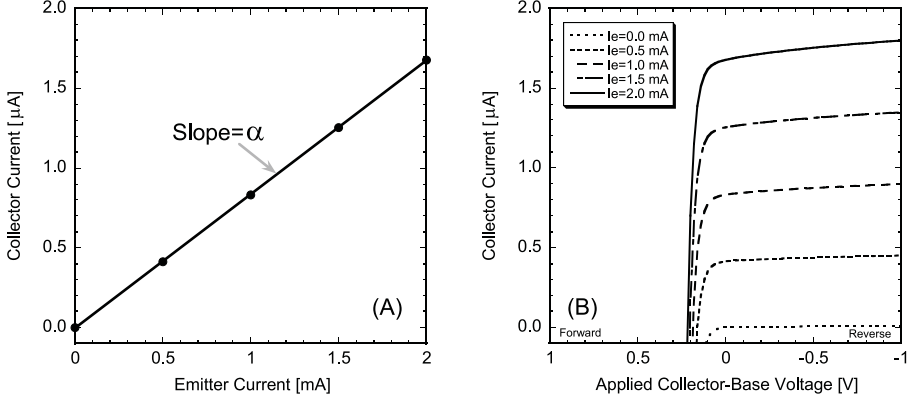 2.0
1.5
1.0
0.5
0.0
Collector Current [µA]
Slope=α
(A)
0
0.5
1
1.5
2
Emitter Current [mA]
2.0
1.5
1.0
0.5
0.0
Collector Current [µA]
Ie=0.0 mA
Ie=0.5 mA
Ie=1.0 mA
Ie=1.5 mA
Ie=2.0 mA
(B)
Forward
Reverse
1
0.5
0
-0.5
-1
Applied Collector-Base Voltage [V]